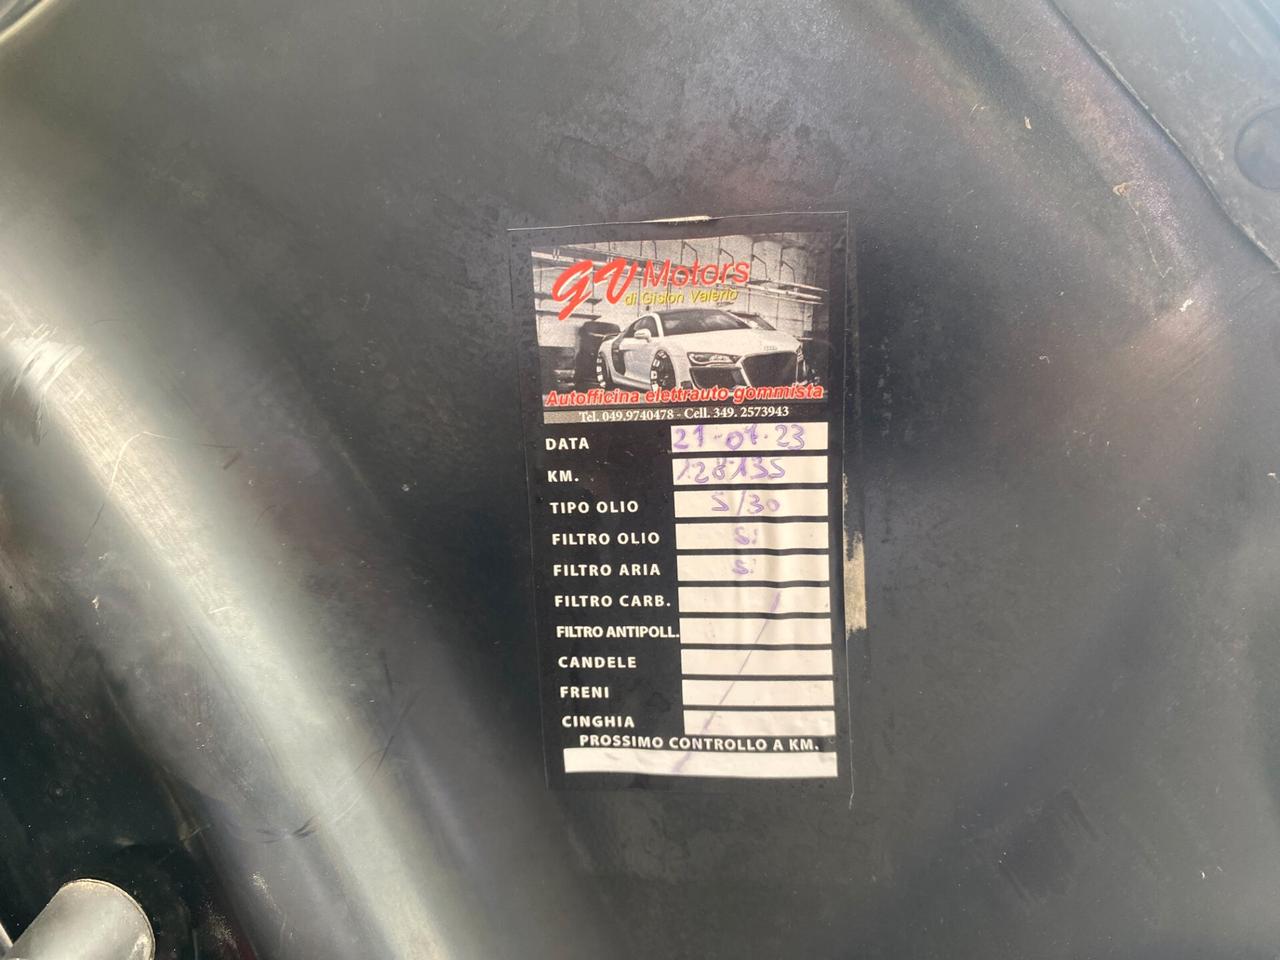 GV Motors
di Gislon Valerio
Autofficina elettrauto gommista
Tel. 049.9740478 - Cell. 349. 2573943
DATA 21-07-23
KM. 128135
TIPO OLIO 5/30
FILTRO OLIO Si
FILTRO ARIA Si
FILTRO CARB.
FILTRO ANTIPOLL.
CANDELE
FRENI
CINGHIA
PROSSIMO CONTROLLO A KM.